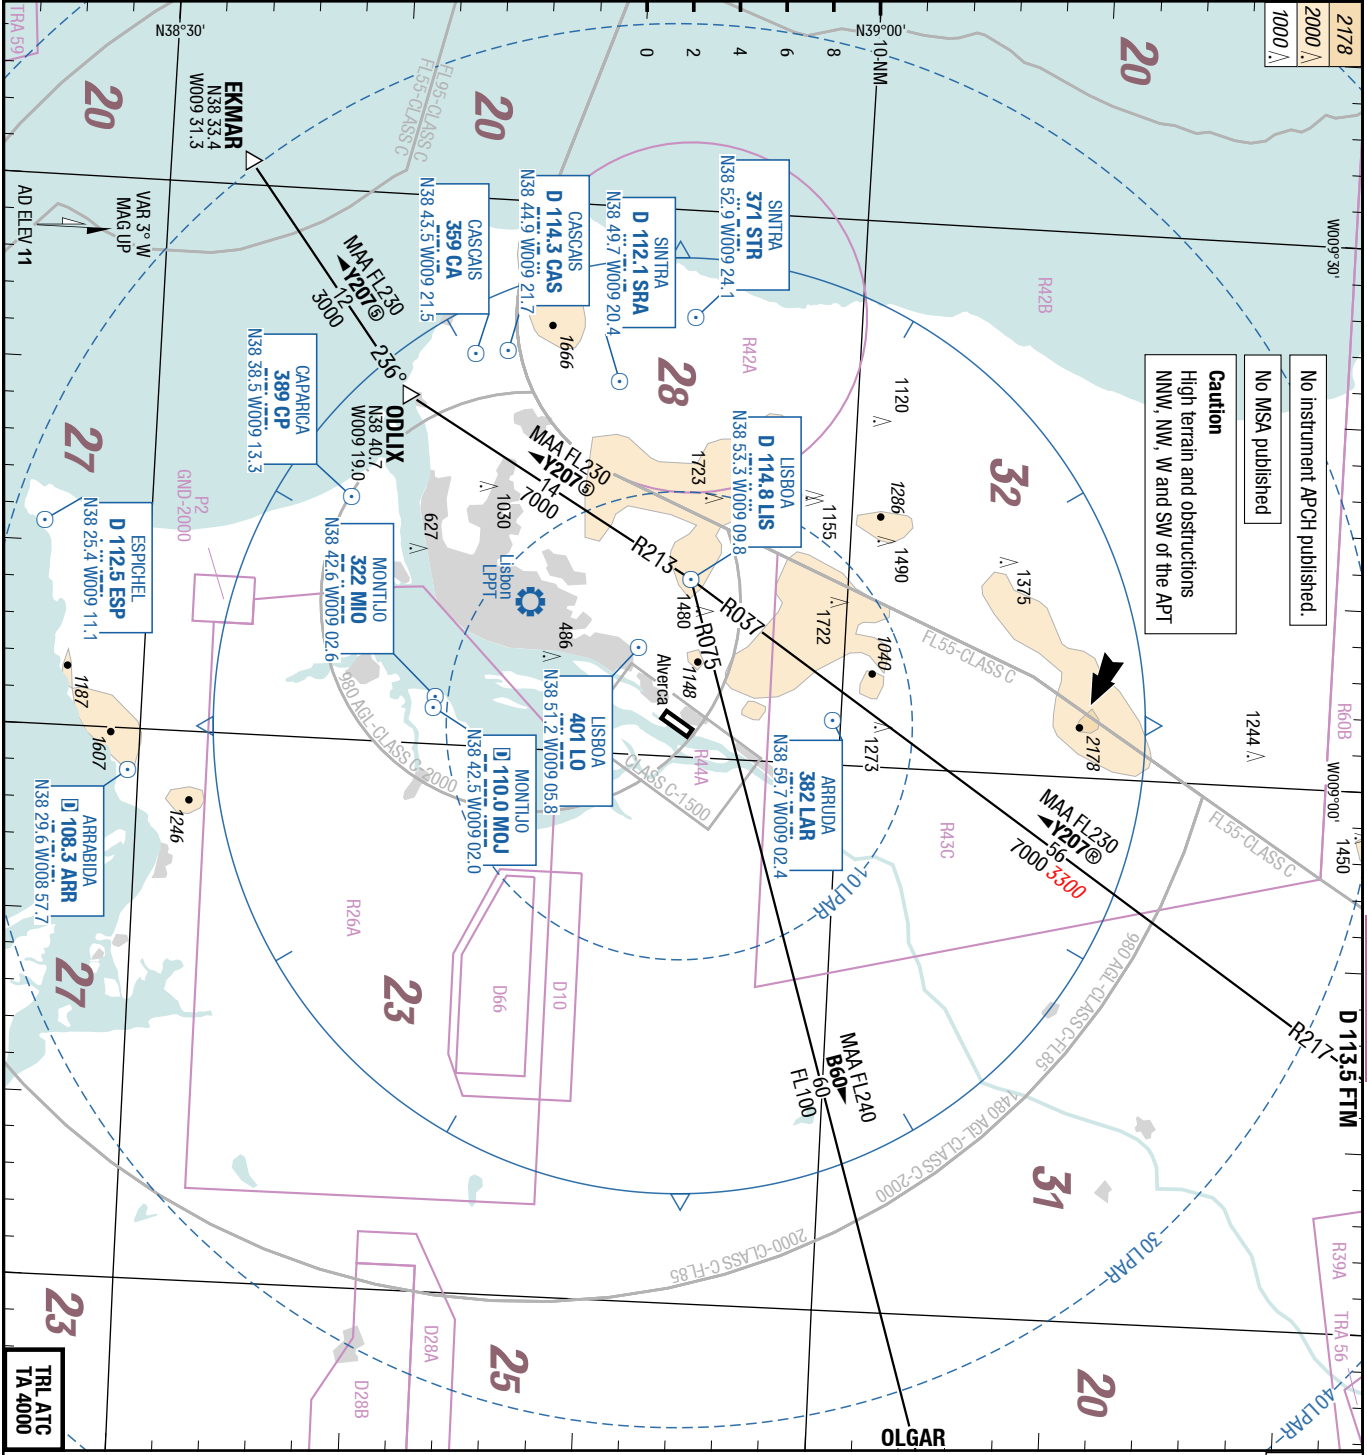 2178
2000
1000
No instrument APCH published.
No MSA published
Caution
High terrain and obstructions
NNW, NW, W and SW of the APT
TRA 59
N38°30'
N39°00'
W009°30'
W009°00'
0
2
4
6
8
10 NM
20
20
20
28
32
27
27
23
23
25
31
20
EKMAR
N38 33.4
W009 31.3
VAR 3° W
MAG UP
AD ELEV 11
FL95-CLASS C
FL55-CLASS C
MAA FL230
Y207Ⓢ
12
3000
236°
ODLIX
N38 40.7
W009 19.0
MAA FL230
Y207Ⓢ
14
7000
R213
R037
R075
MAA FL230
Y207Ⓡ
56
7000 3300
R217
D 113.5 FTM
MAA FL240
B60
60
FL100
OLGAR
SINTRA
371 STR
N38 52.9 W009 24.1
SINTRA
D 112.1 SRA
N38 49.7 W009 20.4
CASCAIS
D 114.3 CAS
N38 44.9 W009 21.7
CASCAIS
359 CA
N38 43.5 W009 21.5
CAPARICA
389 CP
N38 38.5 W009 13.3
LISBOA
D 114.8 LIS
N38 53.3 W009 09.8
MONTIJO
322 MIO
N38 42.6 W009 02.6
ESPICHEL
D 112.5 ESP
N38 25.4 W009 11.1
LISBOA
401 LO
N38 51.2 W009 05.8
MONTIJO
D 110.0 MOJ
N38 42.5 W009 02.0
ARRUDA
382 LAR
N38 59.7 W009 02.4
ARRABIDA
D 108.3 ARR
N38 29.6 W008 57.7
Lisbon
LPPT
Alverca
1666
1723
1120
1155
1286
1490
1375
1030
627
486
480
1148
1722
1040
1273
2178
1244
1450
1187
1607
1246
R42A
R42B
R60B
R43C
R44A
R26A
D66
D10
D28A
D28B
R39A
TRA 56
P2
GND-2000
FL55-CLASS C
FL55-CLASS C
980 AGL-CLASS C-2000
CLASS C-1500
980 AGL-CLASS C-FL85
1480 AGL-CLASS C-2000
2000-CLASS C-FL85
10 LPAR
30 LPAR
40 LPAR
TRL ATC
TA 4000